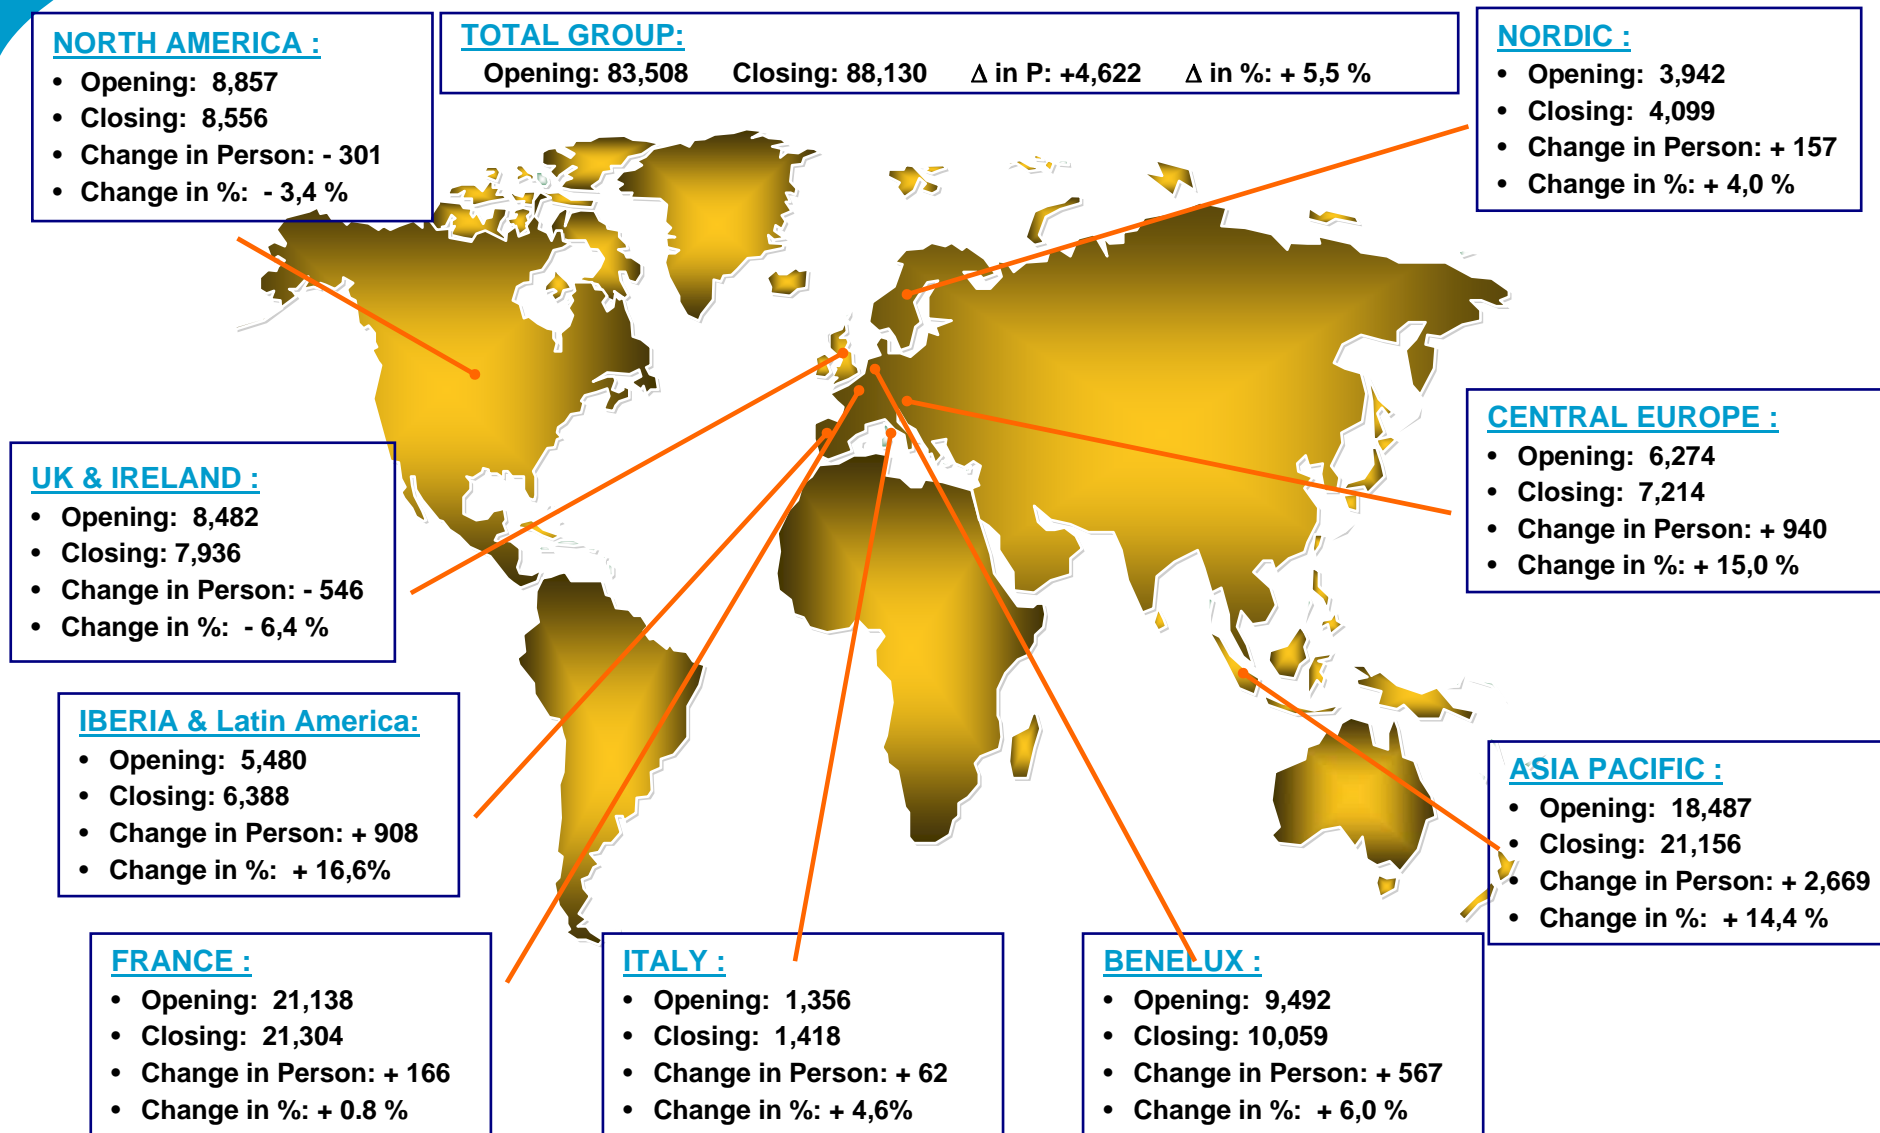 NORTH AMERICA :
• Opening: 8,857
• Closing: 8,556
• Change in Person: - 301
• Change in %: - 3,4 %
TOTAL GROUP:
Opening: 83,508 Closing: 88,130 Δ in P: +4,622 Δ in %: + 5,5 %
NORDIC :
• Opening: 3,942
• Closing: 4,099
• Change in Person: + 157
• Change in %: + 4,0 %
UK & IRELAND :
• Opening: 8,482
• Closing: 7,936
• Change in Person: - 546
• Change in %: - 6,4 %
CENTRAL EUROPE :
• Opening: 6,274
• Closing: 7,214
• Change in Person: + 940
• Change in %: + 15,0 %
IBERIA & Latin America:
• Opening: 5,480
• Closing: 6,388
• Change in Person: + 908
• Change in %: + 16,6%
ASIA PACIFIC :
• Opening: 18,487
• Closing: 21,156
• Change in Person: + 2,669
• Change in %: + 14,4 %
FRANCE :
• Opening: 21,138
• Closing: 21,304
• Change in Person: + 166
• Change in %: + 0.8 %
ITALY :
• Opening: 1,356
• Closing: 1,418
• Change in Person: + 62
• Change in %: + 4,6%
BENELUX :
• Opening: 9,492
• Closing: 10,059
• Change in Person: + 567
• Change in %: + 6,0 %